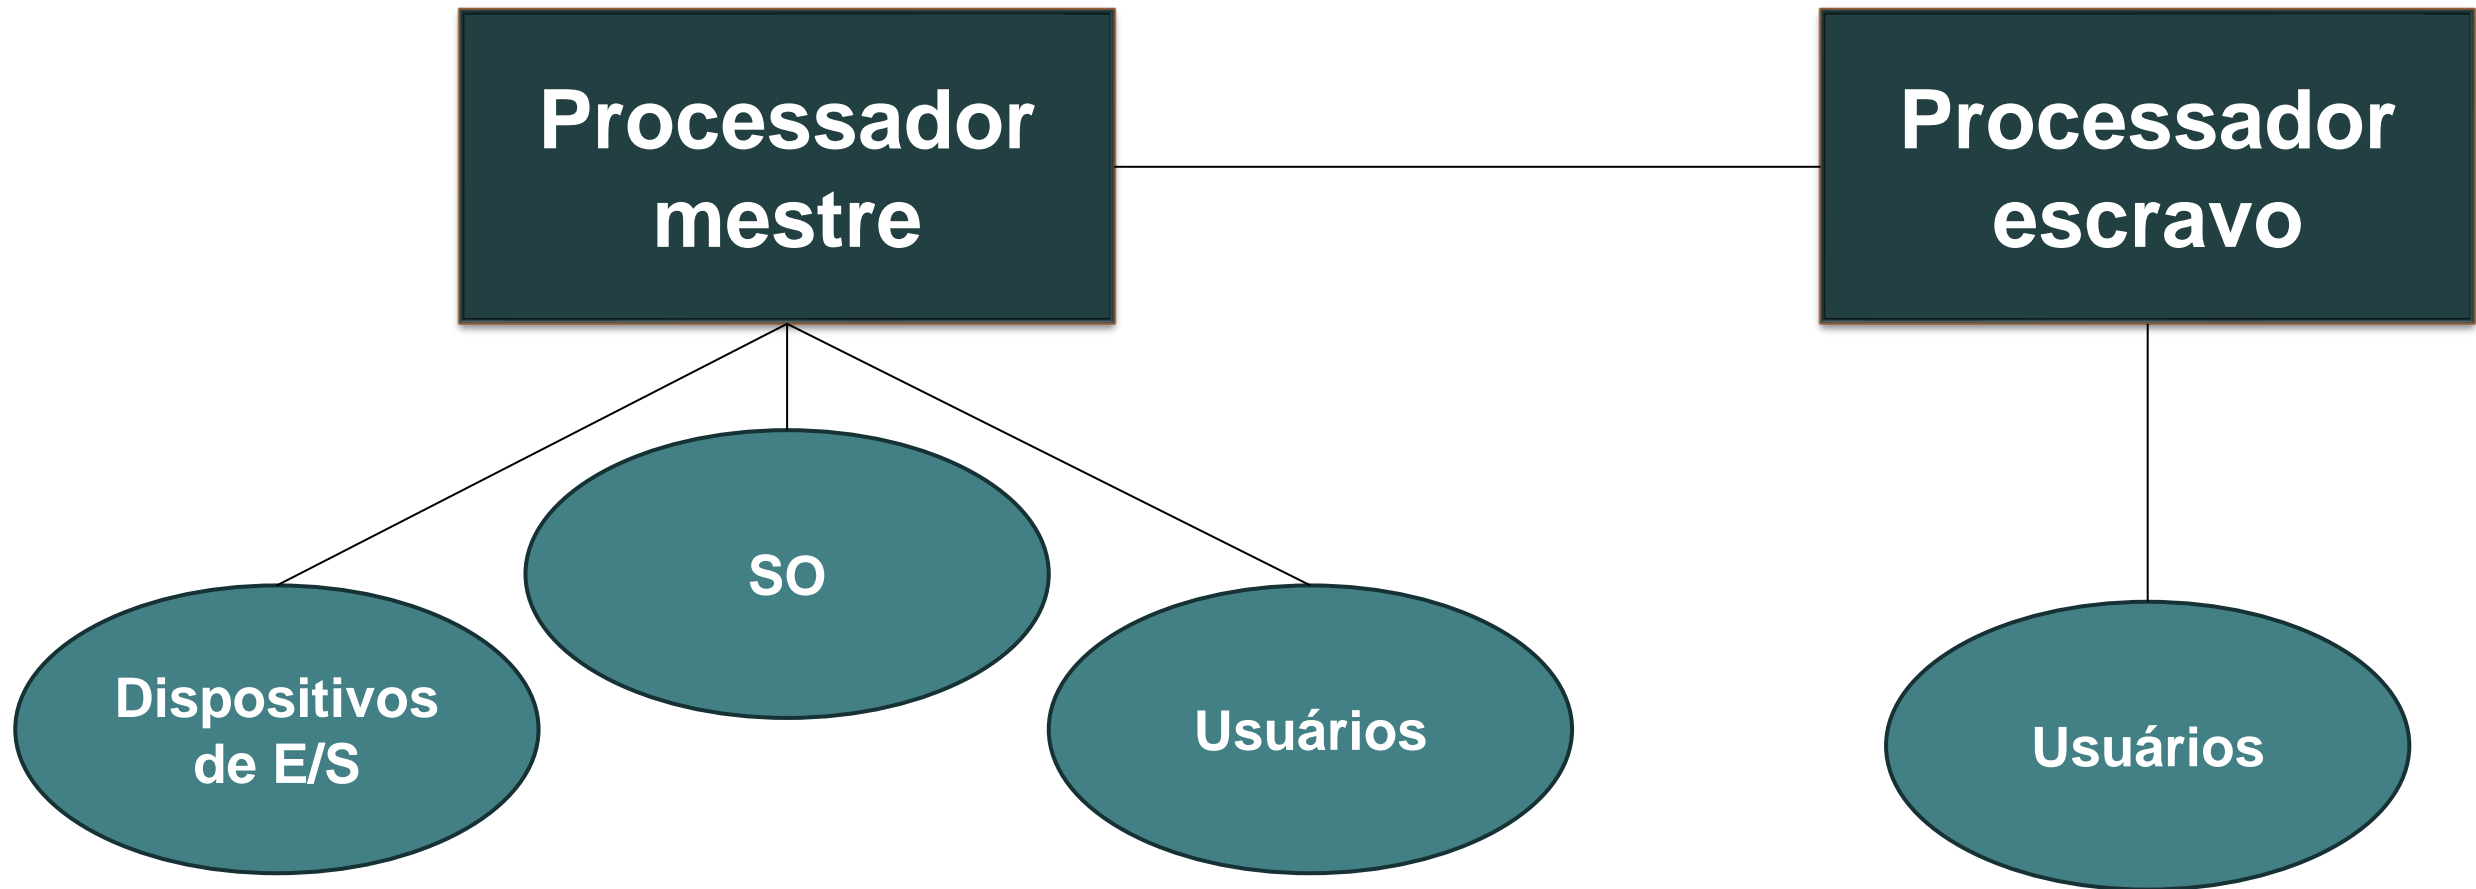 Processador
mestre
Processador
escravo
SO
Dispositivos
de E/S
Usuários
Usuários